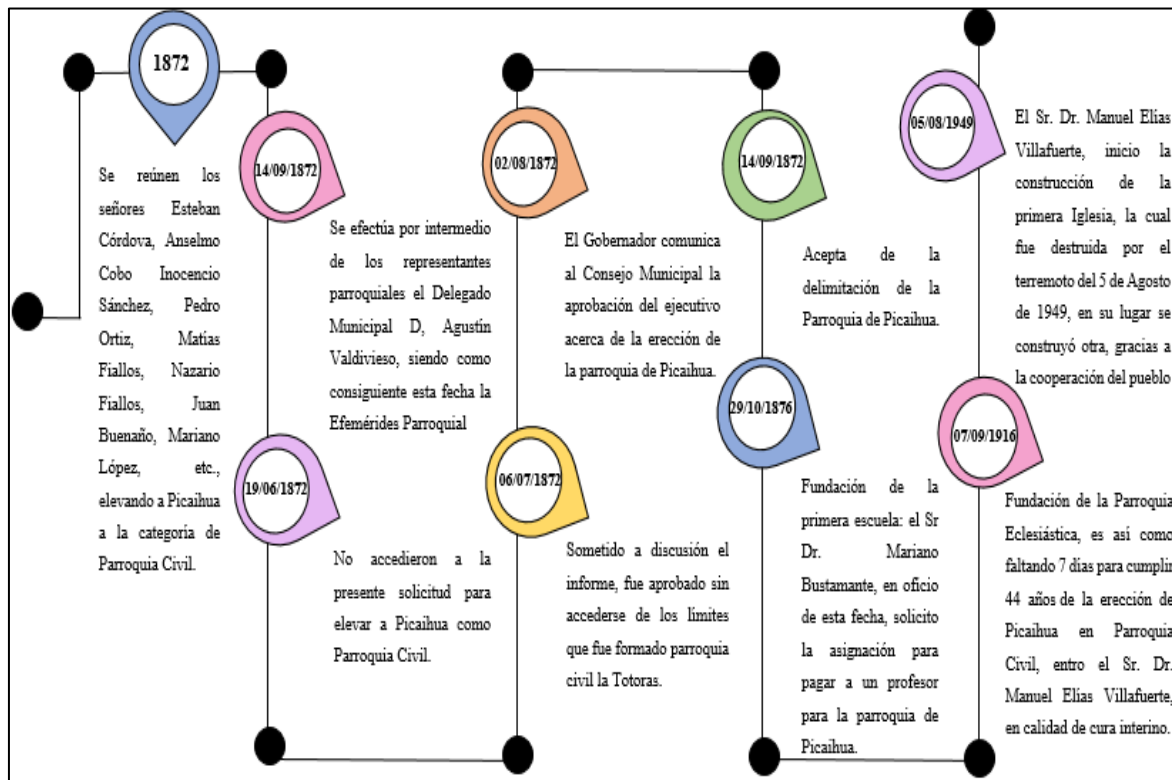 1872
Se reúnen los
señores Esteban
Córdova, Anselmo
Cobo Inocencio
Sánchez, Pedro
Ortiz, Matías
Fiallos, Nazario
Fiallos, Juan
Buenaño, Mariano
López, etc.,
elevando a Picaihua
a la categoría de
Parroquia Civil.
14/09/1872
Se efectúa por intermedio
de los representantes
parroquiales el Delegado
Municipal D, Agustín
Valdivieso, siendo como
consiguiente esta fecha la
Efemérides Parroquial
19/06/1872
No accedieron a la
presente solicitud para
elevar a Picaihua como
Parroquia Civil.
02/08/1872
El Gobernador comunica
al Consejo Municipal la
aprobación del ejecutivo
acerca de la erección de
la parroquia de Picaihua.
06/07/1872
Sometido a discusión el
informe, fue aprobado sin
accederse de los límites
que fue formado parroquia
civil la Totoras.
14/09/1872
Acepta de la
delimitación de la
Parroquia de Picaihua.
29/10/1876
Fundación de la
primera escuela: el Sr
Dr. Mariano
Bustamante, en oficio
de esta fecha, solicito
la asignación para
pagar a un profesor
para la parroquia de
Picaihua.
05/08/1949
El Sr. Dr. Manuel Elías
Villafuerte, inicio la
construcción de la
primera Iglesia, la cual
fue destruida por el
terremoto del 5 de Agosto
de 1949, en su lugar se
construyó otra, gracias a
la cooperación del pueblo
07/09/1916
Fundación de la Parroquia
Eclesiástica, es así como
faltando 7 días para cumplir
44 años de la erección de
Picaihua en Parroquia
Civil, entro el Sr. Dr.
Manuel Elías Villafuerte,
en calidad de cura interino.